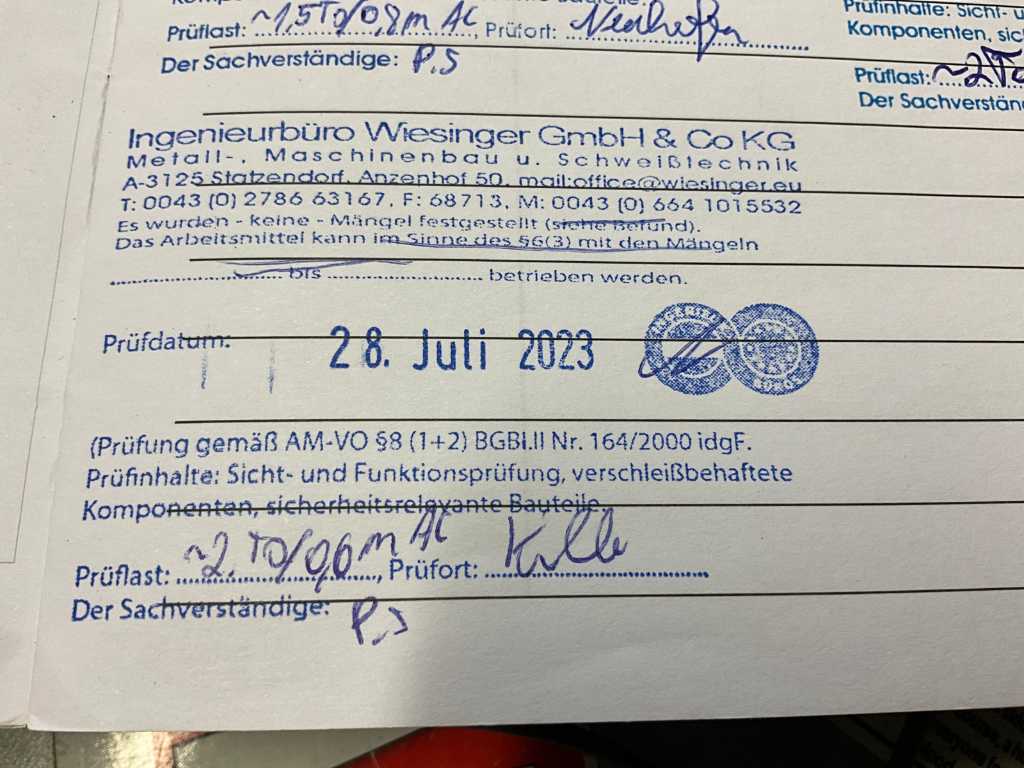 Prüflast: ~1,5To/0,8m AC, Prüfort: Neuhofen
Der Sachverständige: P.S
Prüfinhalte: Sicht- u
Komponenten, sic
Prüflast: ~2To
Der Sachverständ
Ingenieurbüro Wiesinger GmbH & Co KG
Metall-, Maschinenbau u. Schweißtechnik
A-3125 Statzendorf, Anzenhof 50, mail:office@wiesinger.eu
T: 0043 (0) 2786 63167, F: 68713, M: 0043 (0) 664 1015532
Es wurden - keine - Mängel festgestellt (siehe Befund).
Das Arbeitsmittel kann im Sinne des §6(3) mit den Mängeln
bis betrieben werden.
Prüfdatum: 28. Juli 2023
(Prüfung gemäß AM-VO §8 (1+2) BGBl.II Nr. 164/2000 idgF.
Prüfinhalte: Sicht- und Funktionsprüfung, verschleißbehaftete
Komponenten, sicherheitsrelevante Bauteile.
Prüflast: ~2.To/0,6m AC, Prüfort:
Der Sachverständige: P.S